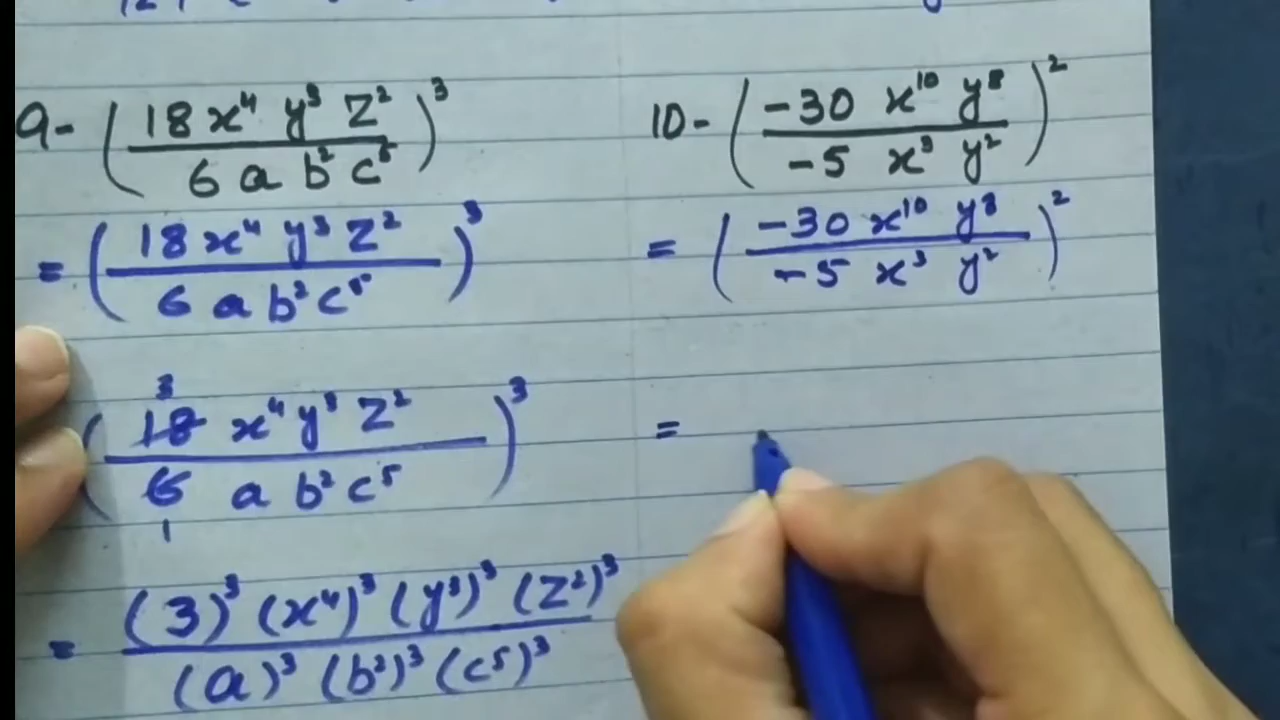 9- (18 x⁴ y³ z² / 6 a b² c⁵)³
= (18 x⁴ y³ z² / 6 a b² c⁵)³
(3 18 x⁴ y³ z² / 6 1 a b² c⁵)³
= (3)³ (x⁴)³ (y³)³ (z²)³ / (a)³ (b²)³ (c⁵)³
10- (-30 x¹⁰ y⁸ / -5 x³ y²)²
= (-30 x¹⁰ y⁸ / -5 x³ y²)²
=